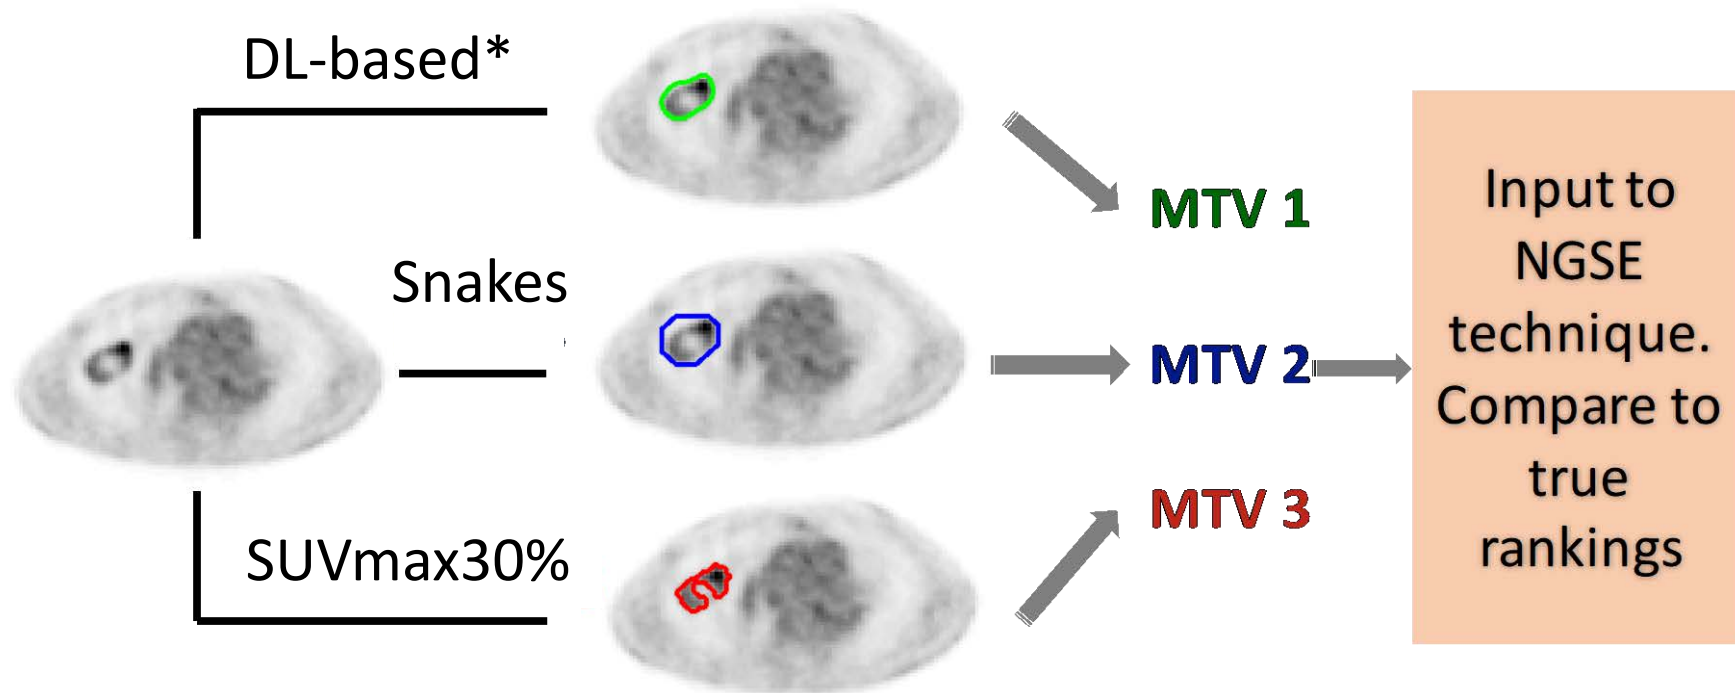 DL-based*
Snakes
SUVmax30%
MTV 1
MTV 2
MTV 3
Input to
NGSE
technique.
Compare to
true
rankings